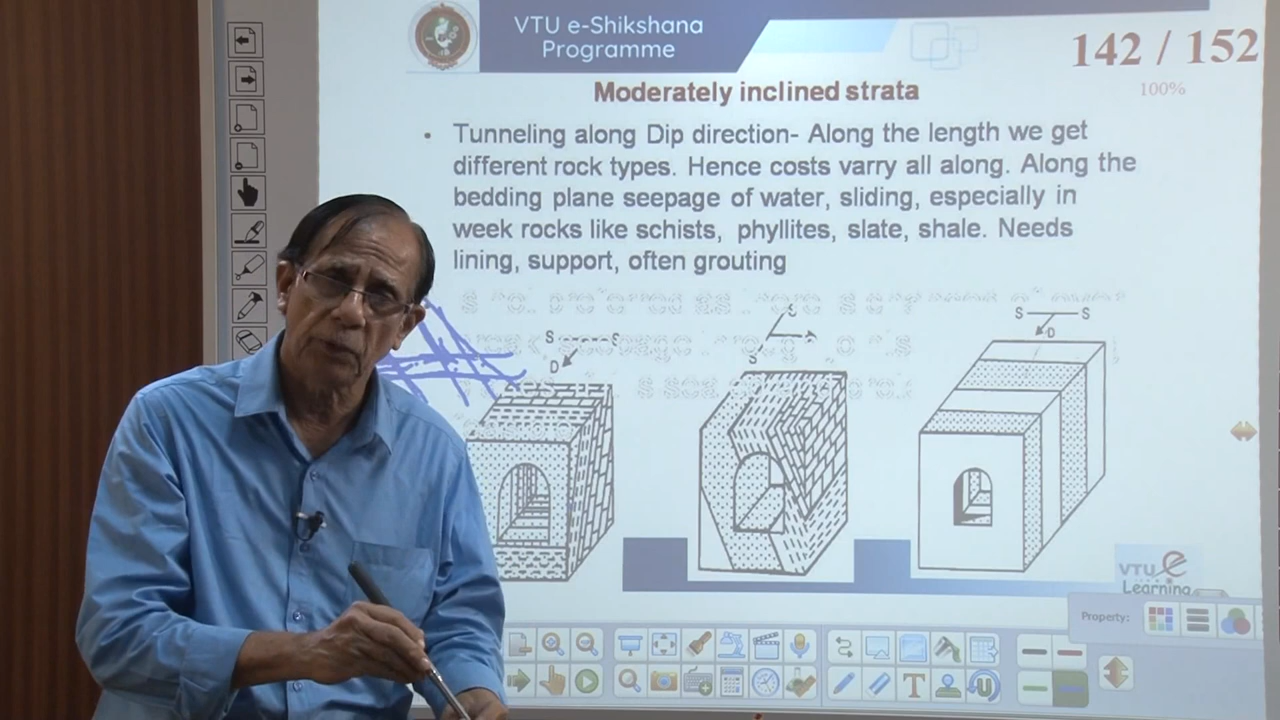 VTU e-Shikshana
Programme
142 / 152
100%
Moderately inclined strata
• Tunneling along Dip direction- Along the length we get
different rock types. Hence costs varry all along. Along the
bedding plane seepage of water, sliding, especially in
week rocks like schists, phyllites, slate, shale. Needs
lining, support, often grouting
S S
D
S
S
S S
D
VTU e
Learning
Property:
T